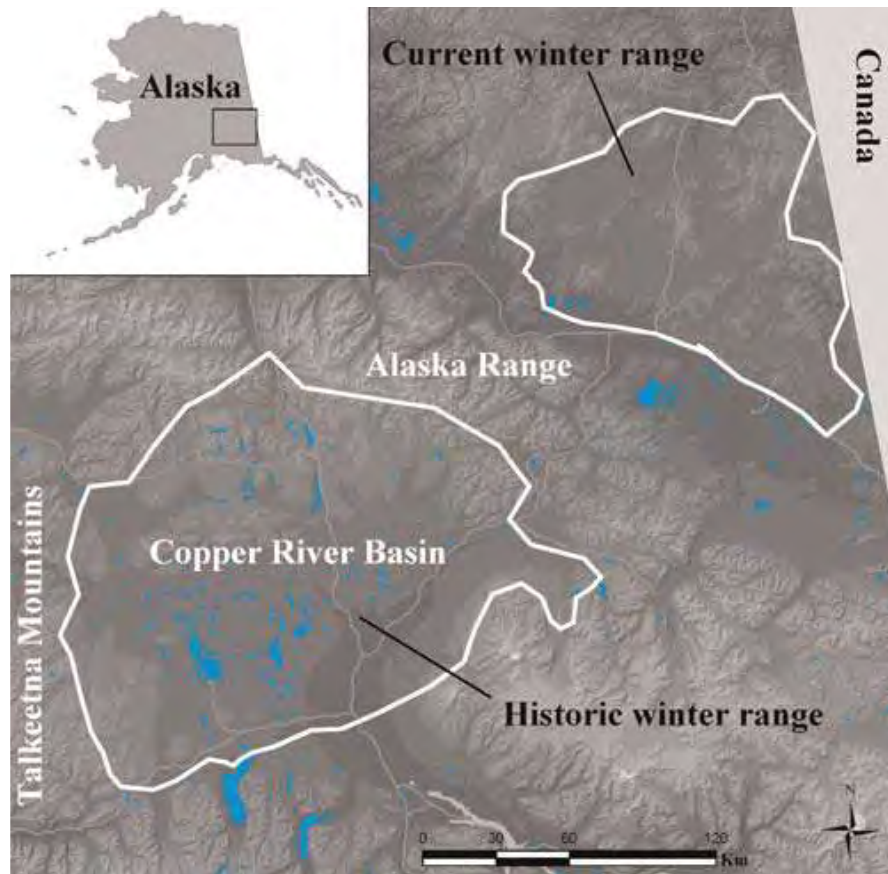 Alaska
Current winter range
Canada
Alaska Range
Copper River Basin
Talkeetna Mountains
Historic winter range
N
0 30 60 120
Km